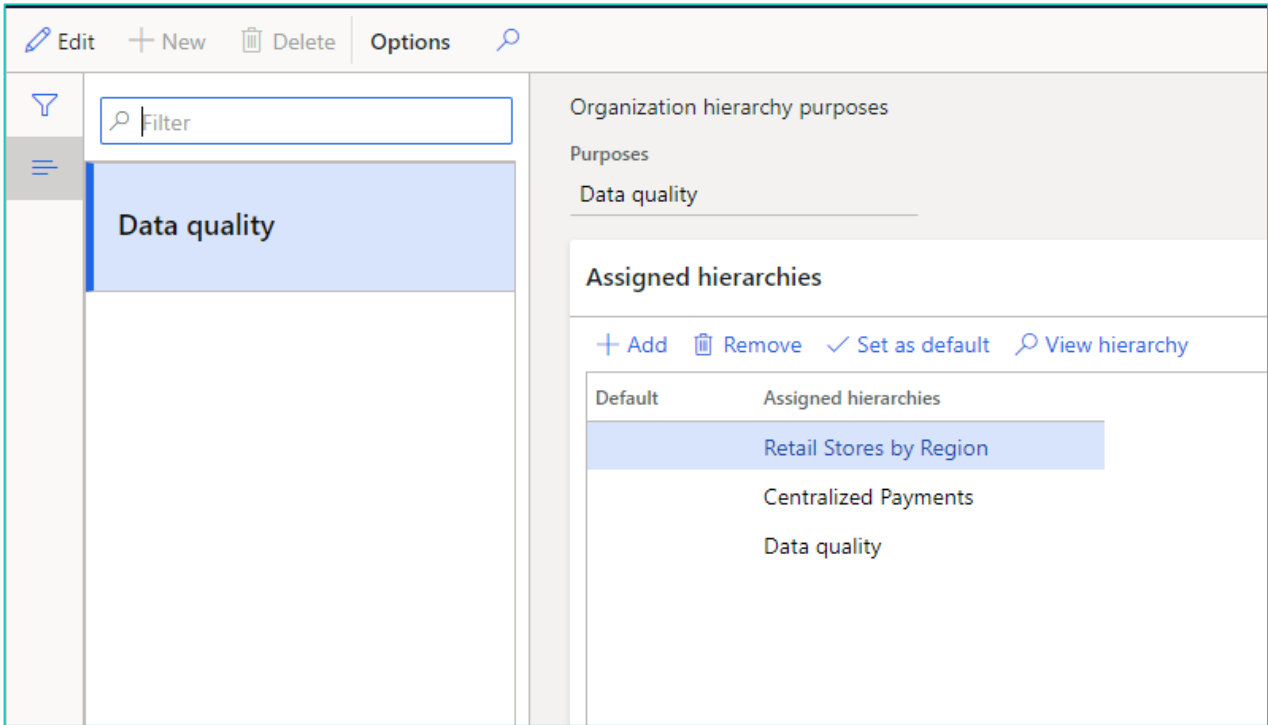 Edit New Delete Options
Filter
Data quality
Organization hierarchy purposes
Purposes
Data quality
Assigned hierarchies
Add Remove Set as default View hierarchy
Default Assigned hierarchies
Retail Stores by Region
Centralized Payments
Data quality